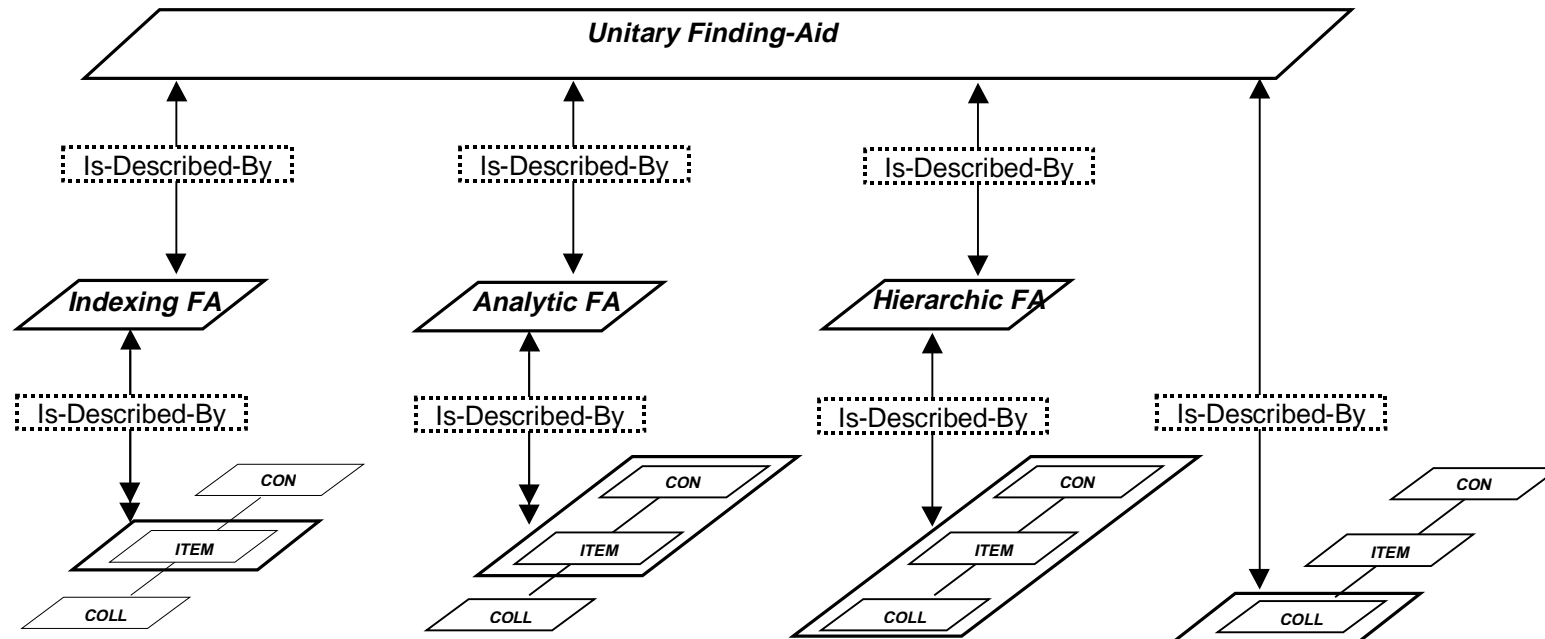 Unitary Finding-Aid
Is-Described-By
Is-Described-By
Is-Described-By
Indexing FA
Analytic FA
Hierarchic FA
Is-Described-By
Is-Described-By
Is-Described-By
Is-Described-By
CON
ITEM
COLL
CON
ITEM
COLL
CON
ITEM
COLL
CON
ITEM
COLL